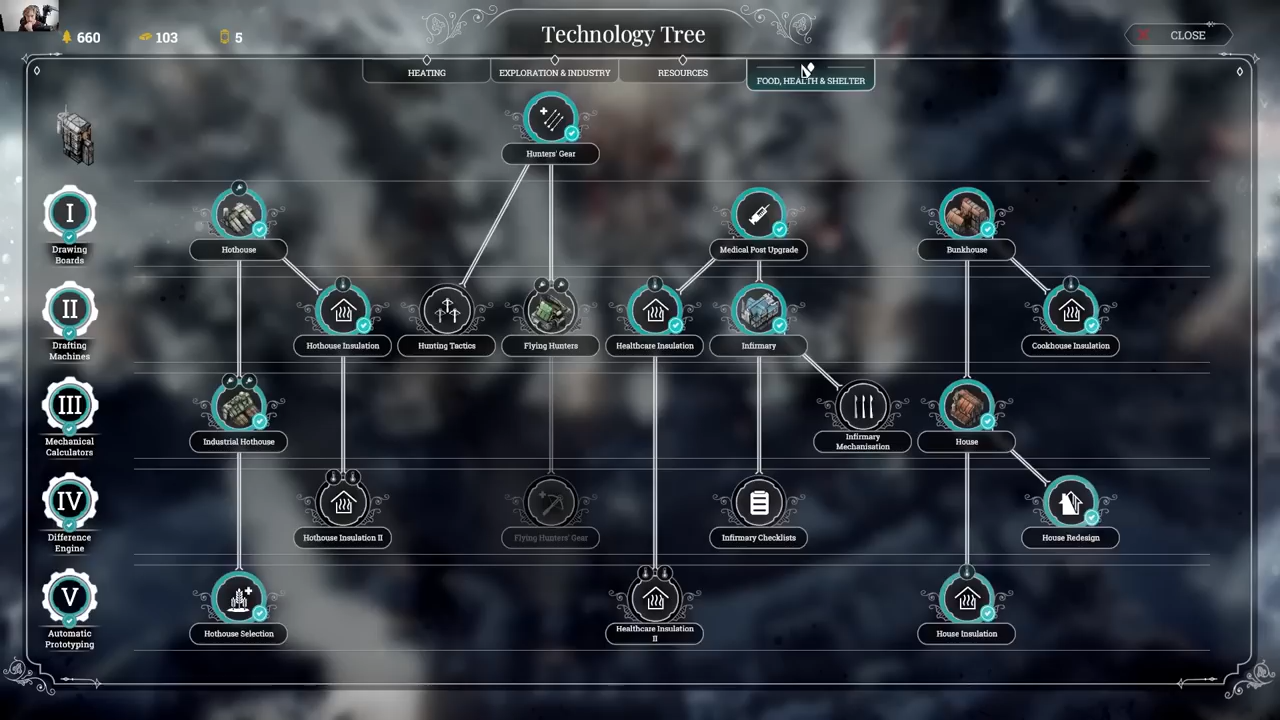 660
103
5
Technology Tree
CLOSE
HEATING
EXPLORATION & INDUSTRY
RESOURCES
FOOD, HEALTH & SHELTER
Hunters' Gear
I
Drawing
Boards
Hothouse
Medical Post Upgrade
Bunkhouse
II
Drafting
Machines
Hothouse Insulation
Hunting Tactics
Flying Hunters
Healthcare Insulation
Infirmary
Cookhouse Insulation
III
Mechanical
Calculators
Industrial Hothouse
Infirmary
Mechanisation
House
IV
Difference
Engine
Hothouse Insulation II
Flying Hunters' Gear
Infirmary Checklists
House Redesign
V
Automatic
Prototyping
Hothouse Selection
Healthcare Insulation
II
House Insulation